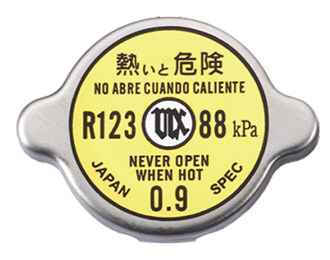 熱いと危険
NO ABRE CUANDO CALIENTE
R123 88 kPa
NEVER OPEN
WHEN HOT
JAPAN SPEC
0.9